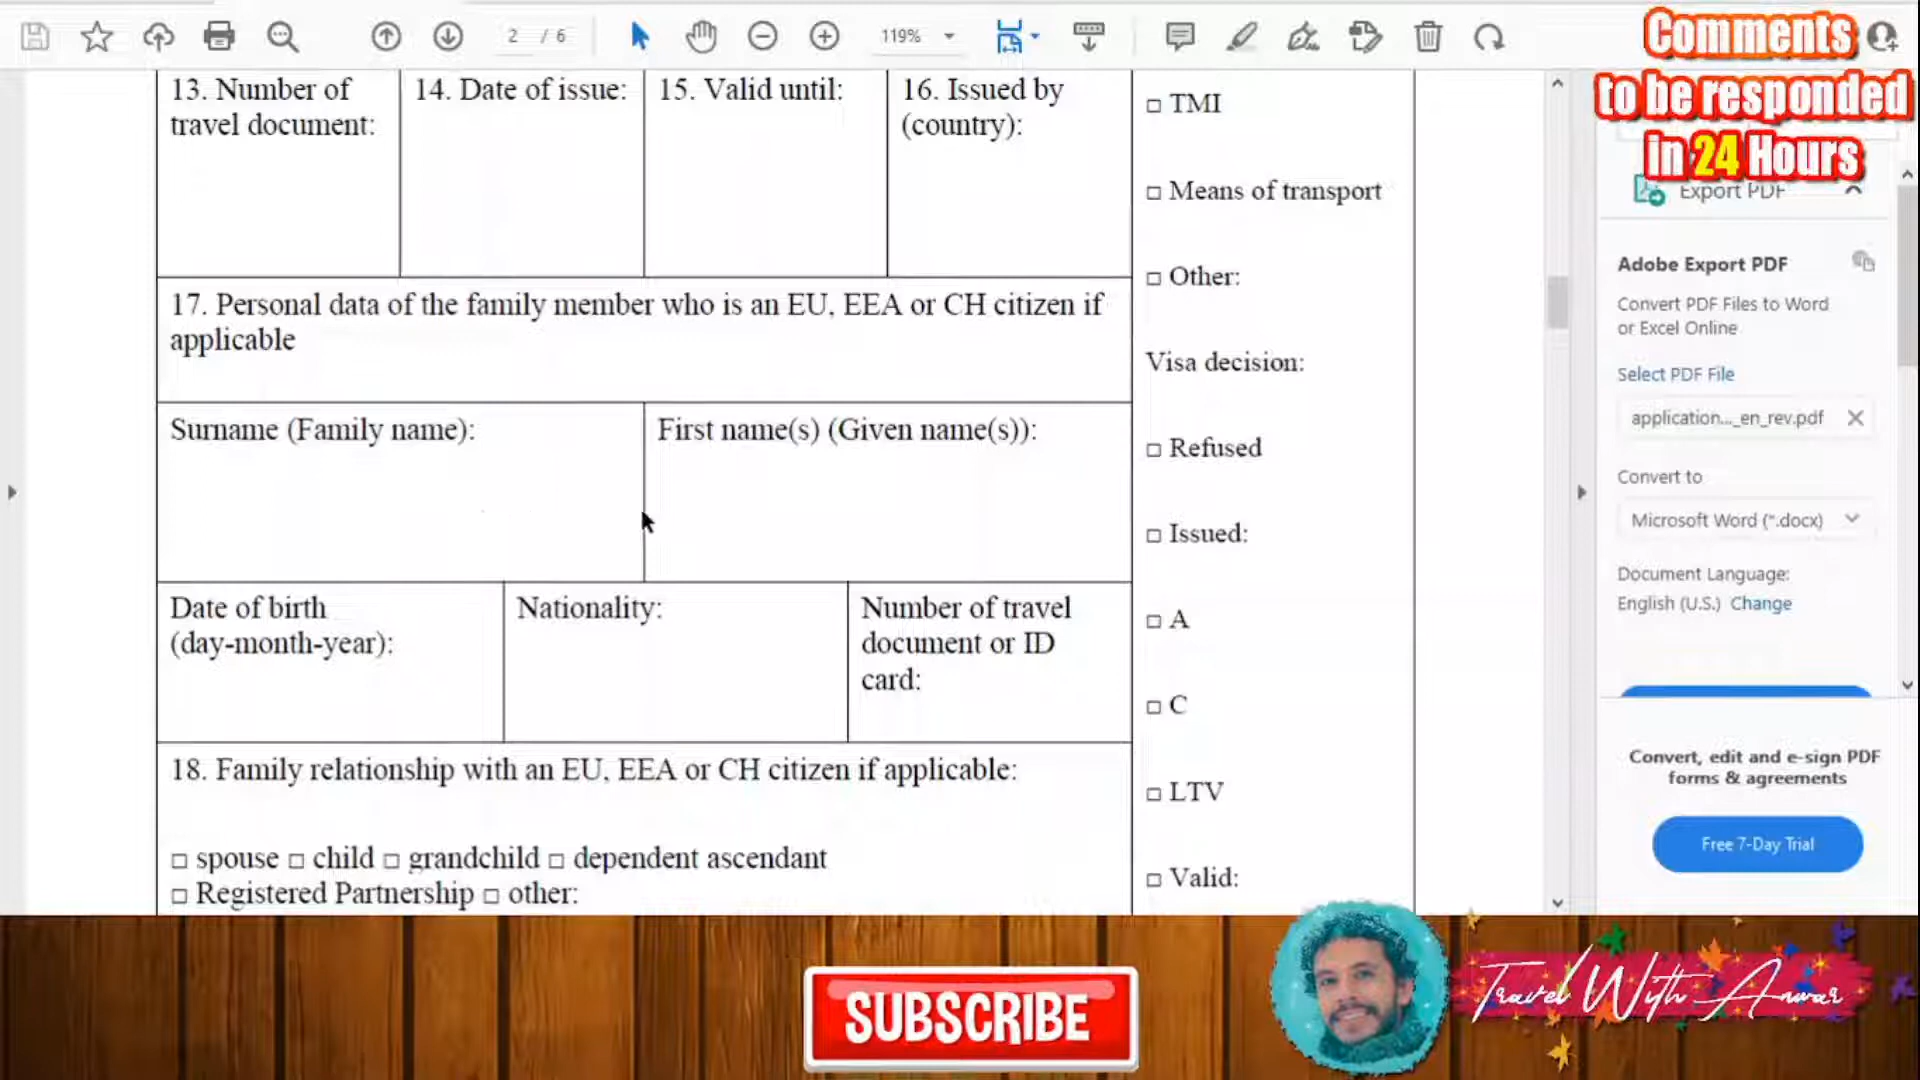 2 / 6
119%
Comments
to be responded
in 24 Hours
13. Number of
travel document:
14. Date of issue:
15. Valid until:
16. Issued by
(country):
17. Personal data of the family member who is an EU, EEA or CH citizen if
applicable
Surname (Family name):
First name(s) (Given name(s)):
Date of birth
(day-month-year):
Nationality:
Number of travel
document or ID
card:
18. Family relationship with an EU, EEA or CH citizen if applicable:
□ spouse □ child □ grandchild □ dependent ascendant
□ Registered Partnership □ other:
□ TMI
□ Means of transport
□ Other:
Visa decision:
□ Refused
□ Issued:
□ A
□ C
□ LTV
□ Valid:
Export PDF
Adobe Export PDF
Convert PDF Files to Word
or Excel Online
Select PDF File
application..._en_rev.pdf
Convert to
Microsoft Word (*.docx)
Document Language:
English (U.S.) Change
Convert, edit and e-sign PDF
forms & agreements
Free 7-Day Trial
SUBSCRIBE
Travel With Anwar